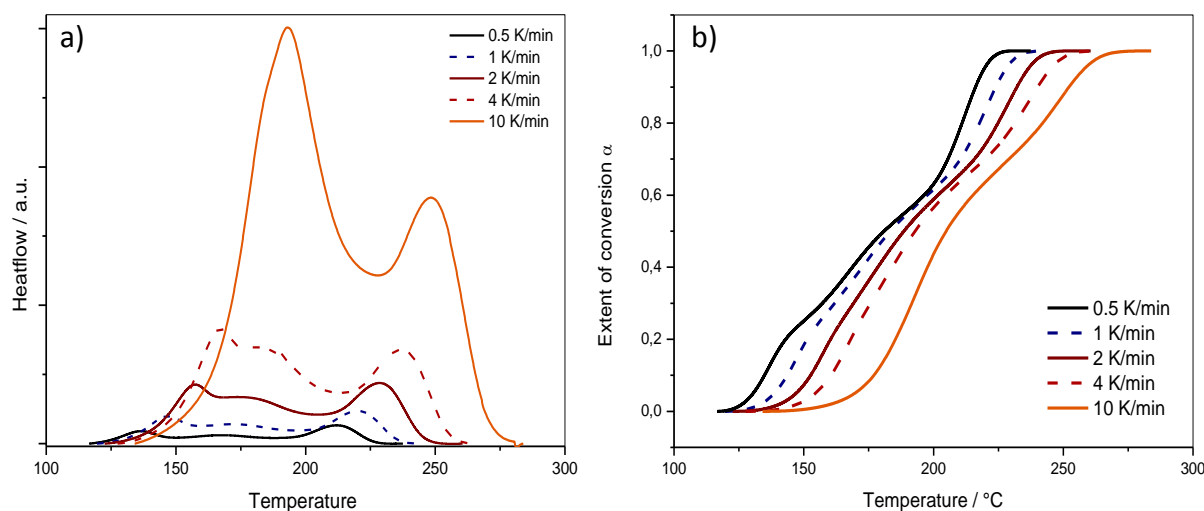 a)
0.5 K/min
1 K/min
2 K/min
4 K/min
10 K/min
Heatflow / a.u.
100 150 200 250 300
Temperature
b)
1,0
0,8
0,6
0,4
0,2
0,0
Extent of conversion α
0.5 K/min
1 K/min
2 K/min
4 K/min
10 K/min
100 150 200 250 300
Temperature / °C